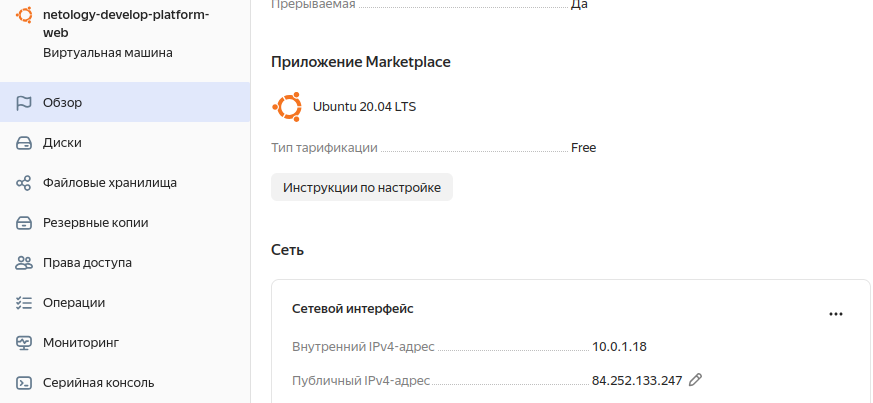 netology-develop-platform-
web
Виртуальная машина
Обзор
Диски
Файловые хранилища
Резервные копии
Права доступа
Операции
Мониторинг
Серийная консоль
Прерываемая Да
Приложение Marketplace
Ubuntu 20.04 LTS
Тип тарификации Free
Инструкции по настройке
Сеть
Сетевой интерфейс
Внутренний IPv4-адрес 10.0.1.18
Публичный IPv4-адрес 84.252.133.247